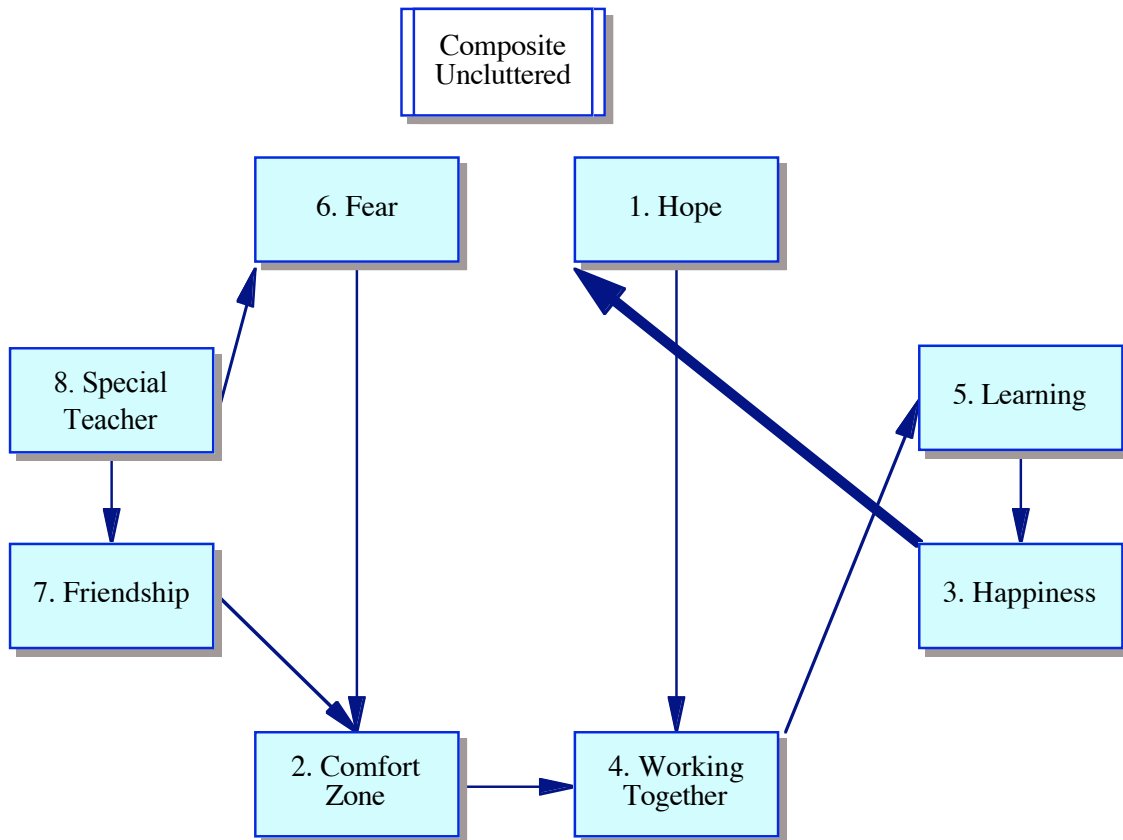 Composite
Uncluttered
6. Fear
1. Hope
8. Special
Teacher
5. Learning
7. Friendship
3. Happiness
2. Comfort
Zone
4. Working
Together